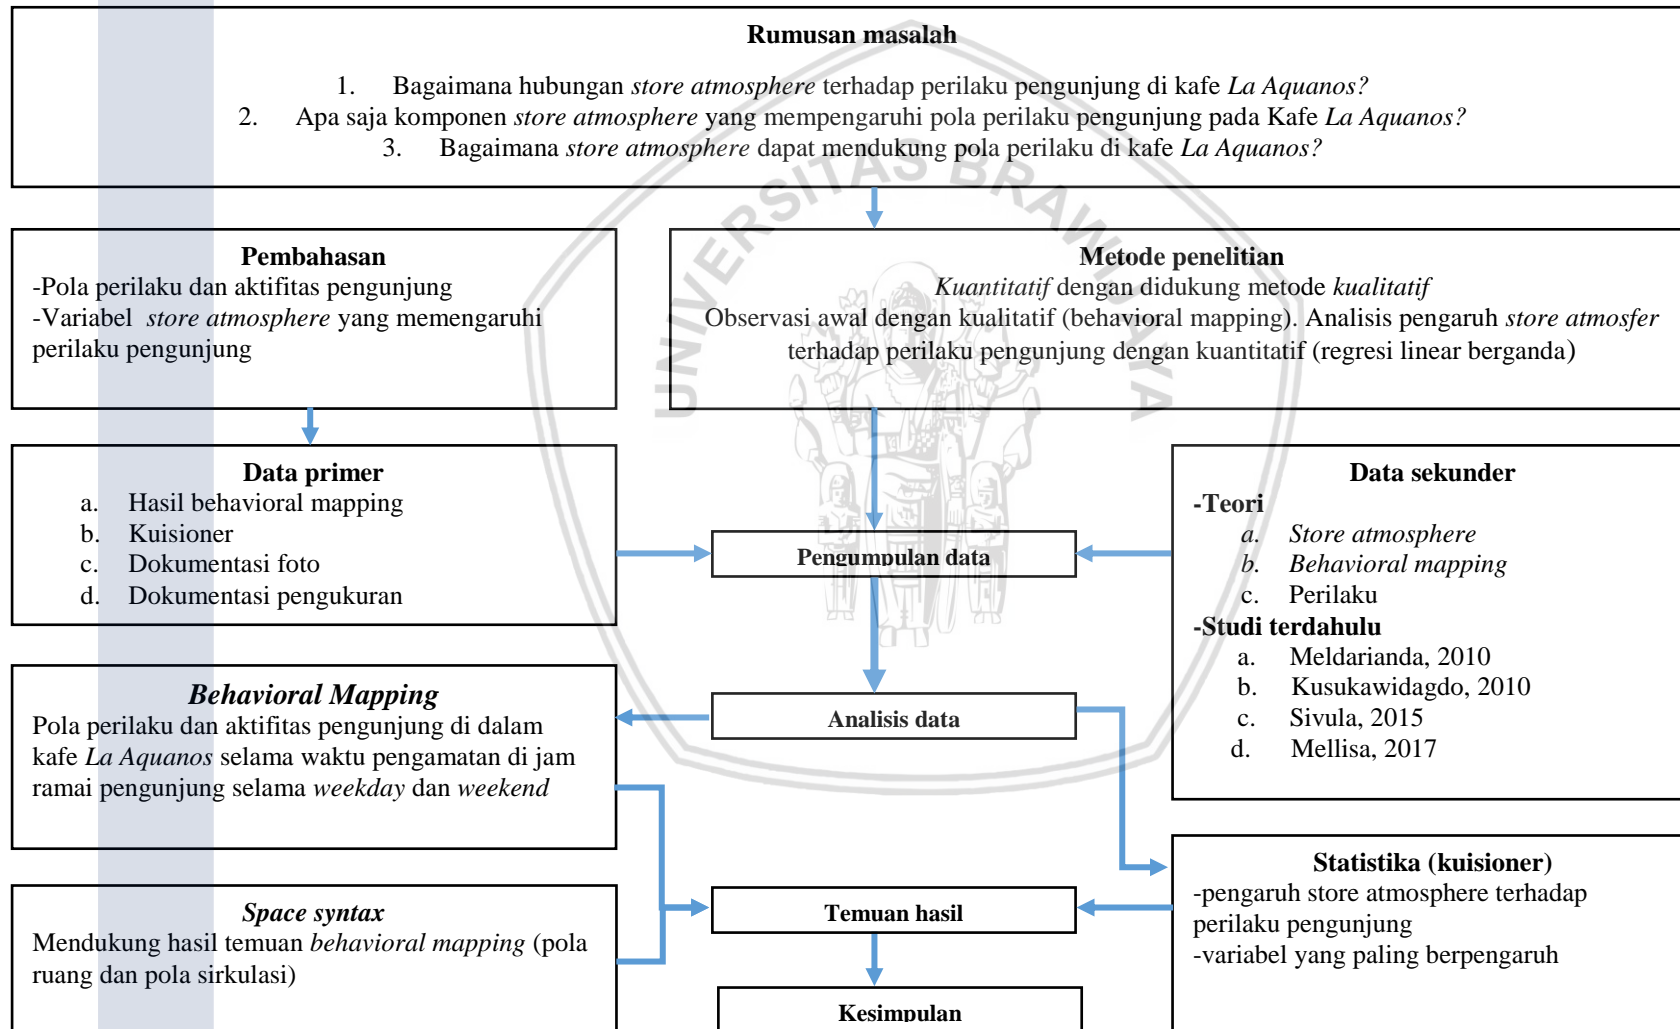 Rumusan masalah
1. Bagaimana hubungan store atmosphere terhadap perilaku pengunjung di kafe La Aquanos?
2. Apa saja komponen store atmosphere yang mempengaruhi pola perilaku pengunjung pada Kafe La Aquanos?
3. Bagaimana store atmosphere dapat mendukung pola perilaku di kafe La Aquanos?
UNIVERSITAS BRAWIJAYA
Pembahasan
-Pola perilaku dan aktifitas pengunjung
-Variabel store atmosphere yang memengaruhi
perilaku pengunjung
Metode penelitian
Kuantitatif dengan didukung metode kualitatif
Observasi awal dengan kualitatif (behavioral mapping). Analisis pengaruh store atmosfer
terhadap perilaku pengunjung dengan kuantitatif (regresi linear berganda)
Data primer
a. Hasil behavioral mapping
b. Kuisioner
c. Dokumentasi foto
d. Dokumentasi pengukuran
Pengumpulan data
Data sekunder
-Teori
a. Store atmosphere
b. Behavioral mapping
c. Perilaku
-Studi terdahulu
a. Meldarianda, 2010
b. Kusukawidagdo, 2010
c. Sivula, 2015
d. Mellisa, 2017
Behavioral Mapping
Pola perilaku dan aktifitas pengunjung di dalam
kafe La Aquanos selama waktu pengamatan di jam
ramai pengunjung selama weekday dan weekend
Analisis data
Space syntax
Mendukung hasil temuan behavioral mapping (pola
ruang dan pola sirkulasi)
Temuan hasil
Statistika (kuisioner)
-pengaruh store atmosphere terhadap
perilaku pengunjung
-variabel yang paling berpengaruh
Kesimpulan